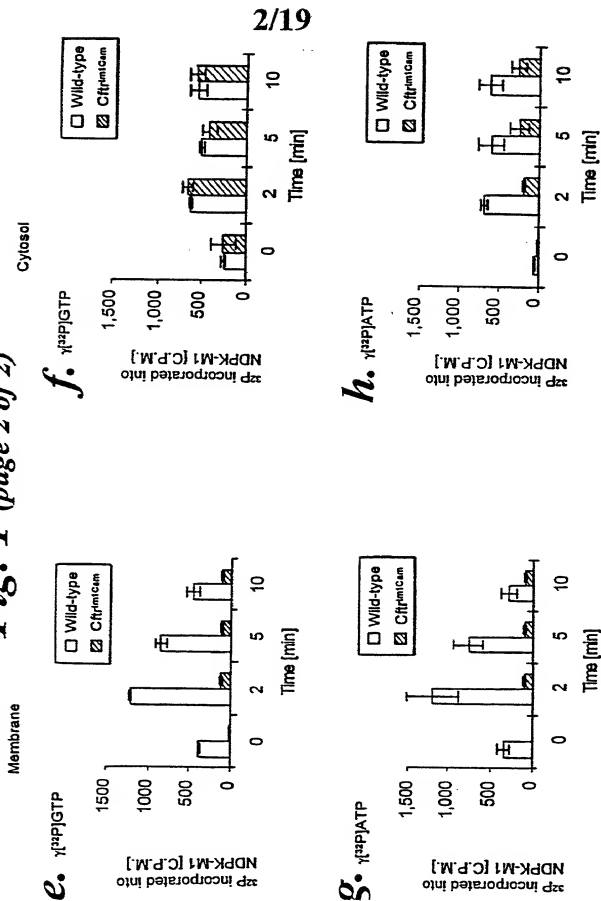 2/19
Fig. 1 (page 2 of 2)
Membrane
Cytosol
e. γ[³²P]GTP
Wild-type
Cftrᵗᵐ¹ᶜᵃᵐ
³²P incorporated into
NDPK-M1 [C.P.M.]
1500
1000
500
0
0 2 5 10
Time [min]
f. γ[³²P]GTP
Wild-type
Cftrᵗᵐ¹ᶜᵃᵐ
³²P incorporated into
NDPK-M1 [C.P.M.]
1,500
1,000
500
0
0 2 5 10
Time [min]
g. γ[³²P]ATP
Wild-type
Cftrᵗᵐ¹ᶜᵃᵐ
³²P incorporated into
NDPK-M1 [C.P.M.]
1,500
1,000
500
0
0 2 5 10
Time [min]
h. γ[³²P]ATP
Wild-type
Cftrᵗᵐ¹ᶜᵃᵐ
³²P incorporated into
NDPK-M1 [C.P.M.]
1,500
1,000
500
0
0 2 5 10
Time [min]